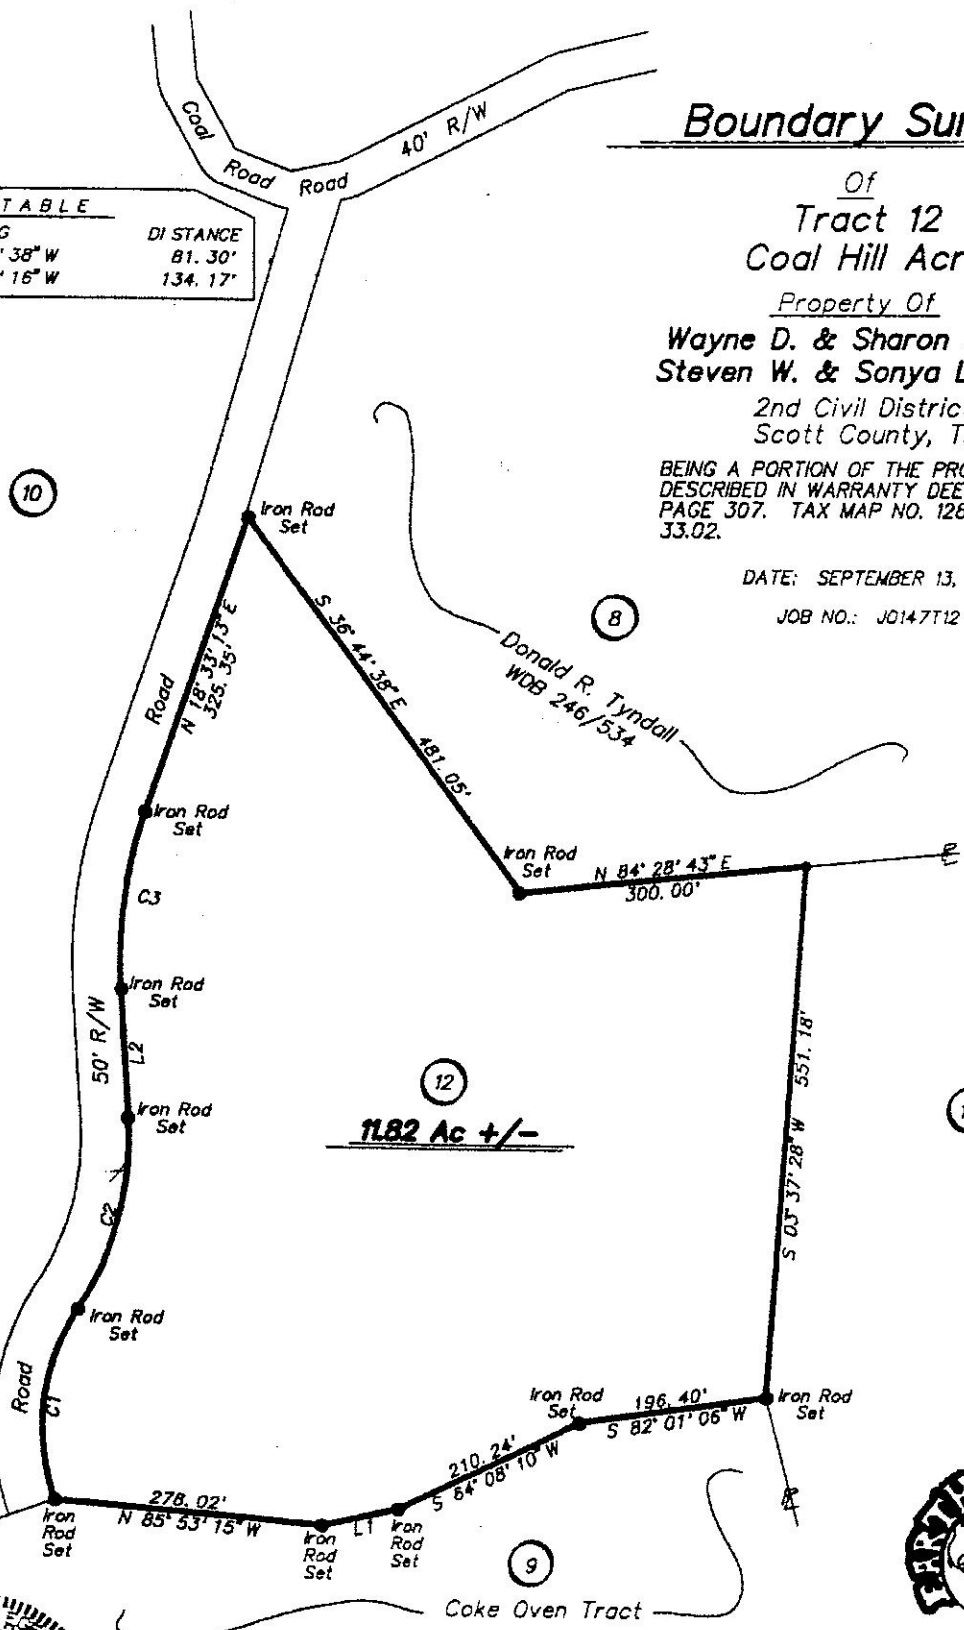 Boundary
Of
Tract 12
Coal Hill
Property Of
Wayne D. & Sharon
Steven W. & Sonya L
2nd Civil Distric
Scott County, T
BEING A PORTION OF THE PRO
DESCRIBED IN WARRANTY DEE
PAGE 307. TAX MAP NO. 128
33.02.
DATE: SEPTEMBER 13,
JOB NO.: J0147T12
TABLE
G DISTANCE
' 38" W 81.30'
' 16" W 134.17'
Coal
Road
Road
40' R/W
10
Iron Rod
Set
S 36° 44' 38" E
481.05'
8
Donald R. Tyndall
WDB 246/534
Road
N 18° 33' 13" E
325.35'
Iron Rod
Set
Iron Rod
Set
N 84° 28' 43" E
300.00'
C3
Iron Rod
Set
50' R/W
L2
Iron Rod
Set
12
11.82 Ac +/-
S 03° 37' 28" W 551.18'
C2
Iron Rod
Set
Road
C1
Iron Rod
Set
196.40'
S 82° 01' 06" W
Iron Rod
Set
210.24'
S 64° 08' 10" W
278.02'
N 85° 53' 15" W
L1
Iron
Rod
Set
Iron
Rod
Set
Iron
Rod
Set
9
Coke Oven Tract